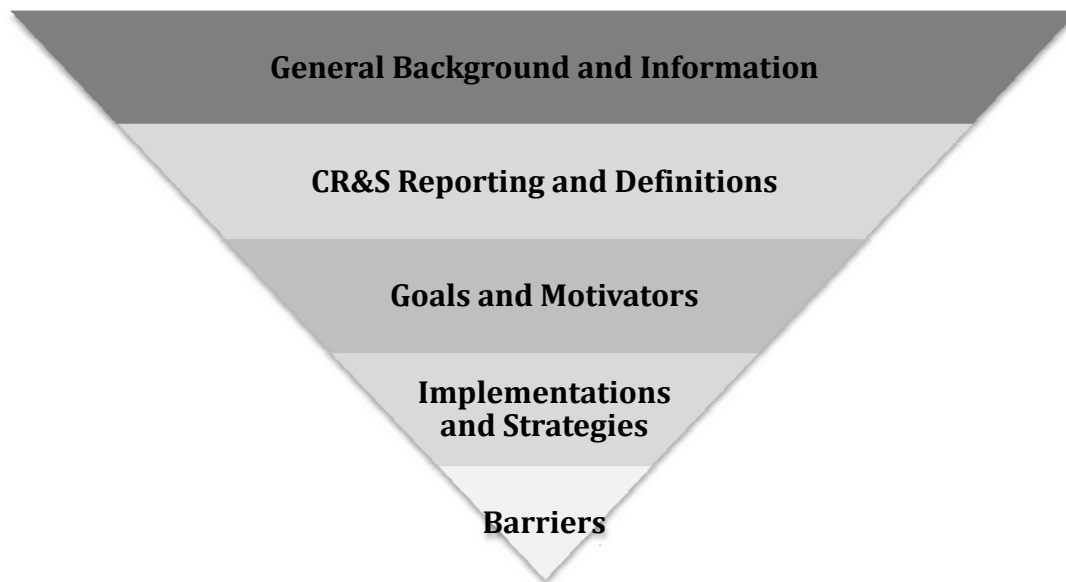 General Background and Information
CR&S Reporting and Definitions
Goals and Motivators
Implementations
and Strategies
Barriers